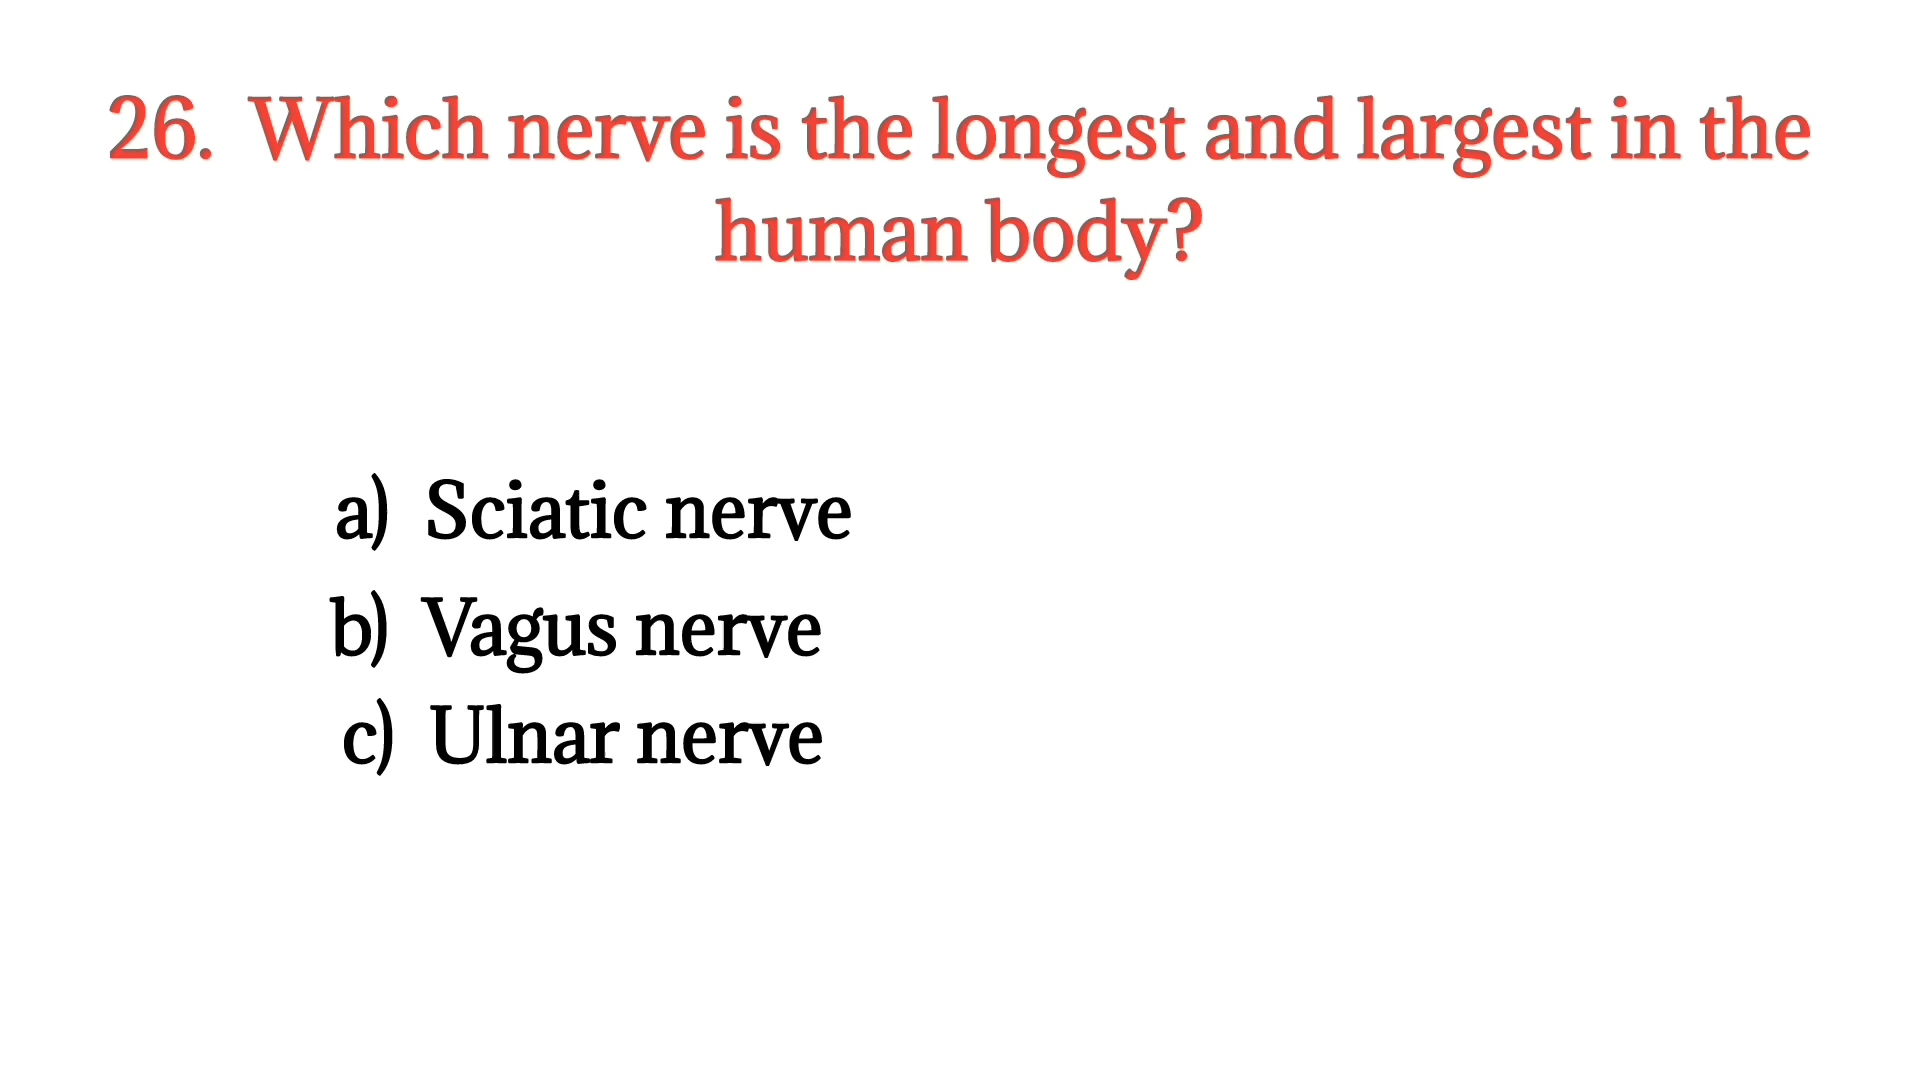 26. Which nerve is the longest and largest in the
human body?
a) Sciatic nerve
b) Vagus nerve
c) Ulnar nerve